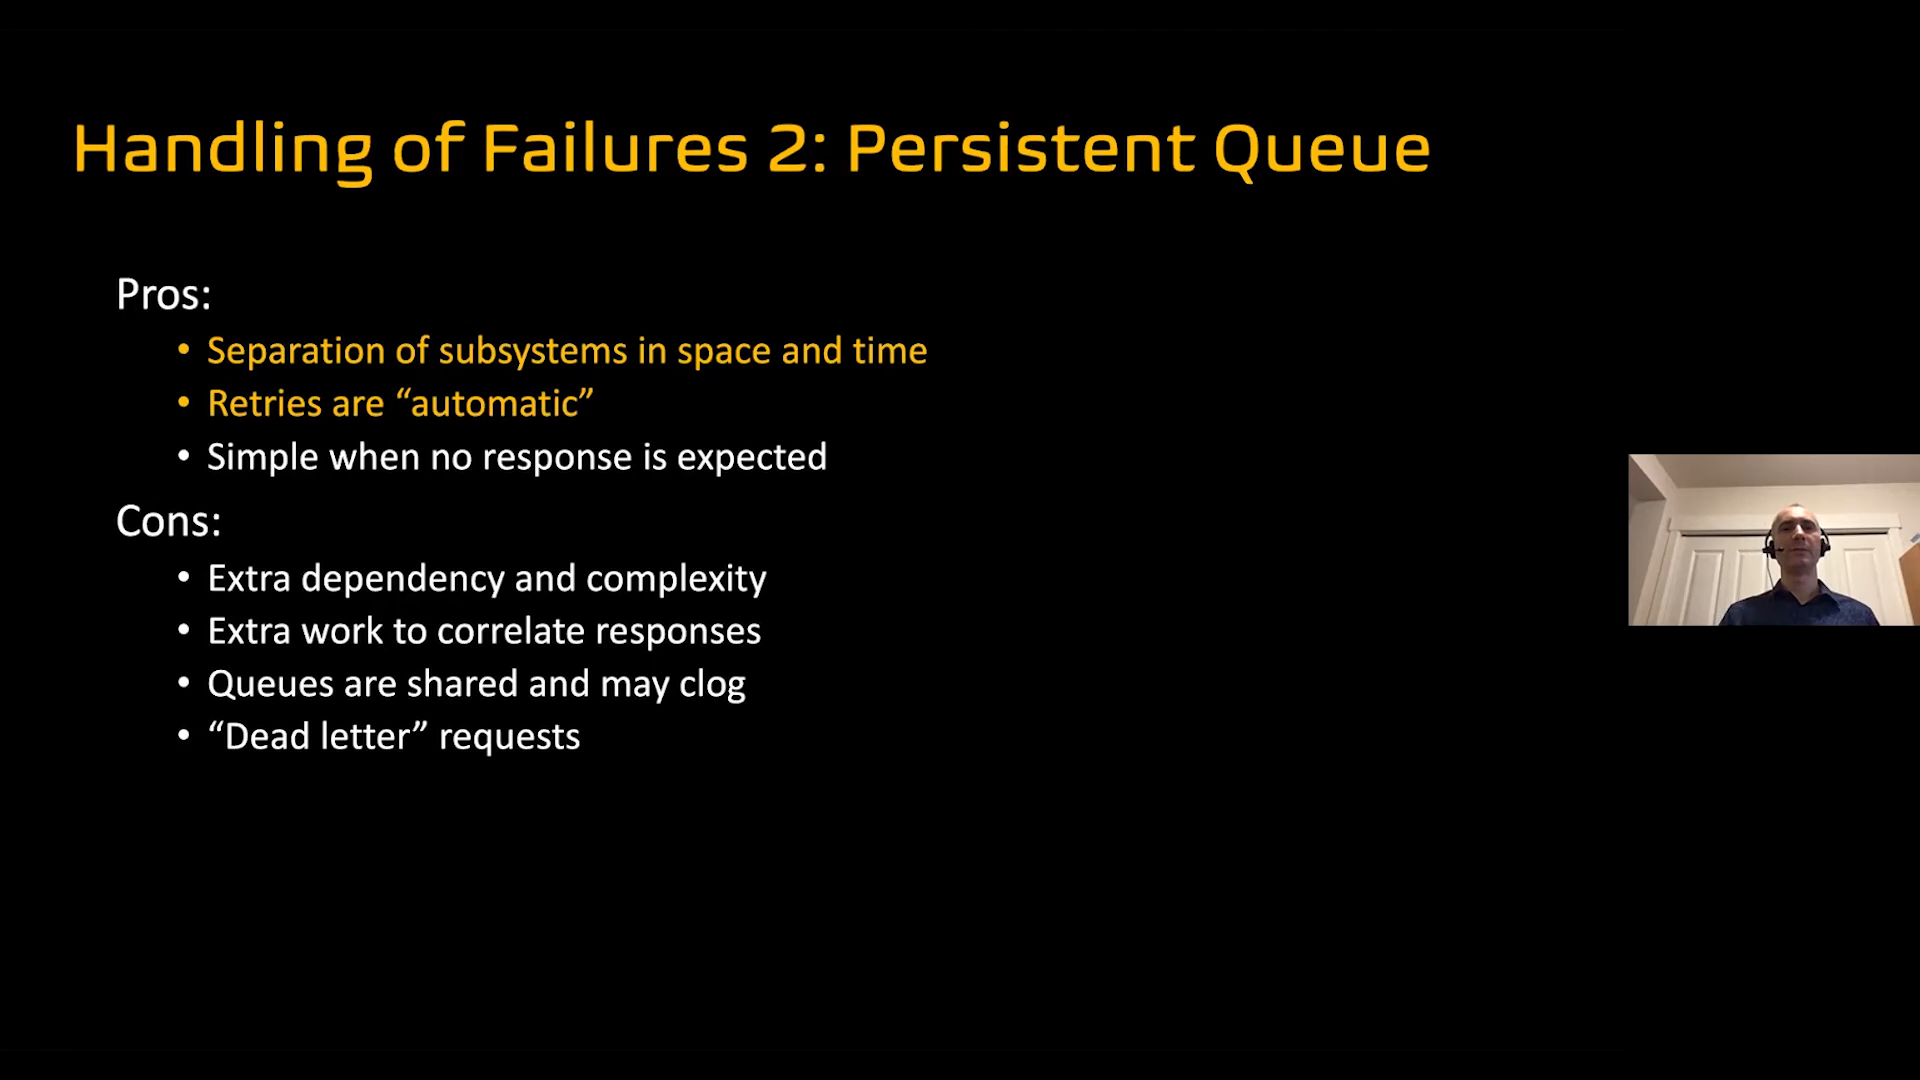 Handling of Failures 2: Persistent Queue
Pros:
• Separation of subsystems in space and time
• Retries are “automatic”
• Simple when no response is expected
Cons:
• Extra dependency and complexity
• Extra work to correlate responses
• Queues are shared and may clog
• “Dead letter” requests